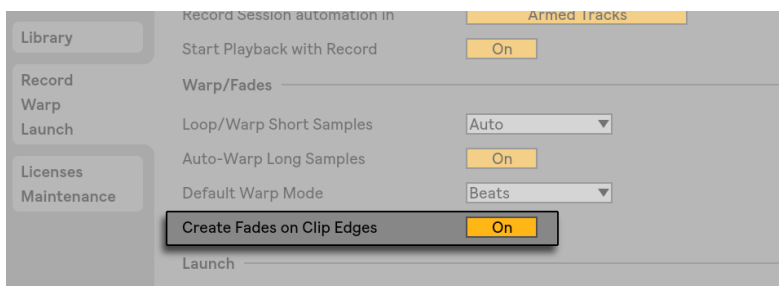 Record Session automation in Armed Tracks
Library
Start Playback with Record On
Record
Warp/Fades
Warp
Launch
Loop/Warp Short Samples Auto
Auto-Warp Long Samples On
Licenses
Maintenance
Default Warp Mode Beats
Create Fades on Clip Edges On
Launch